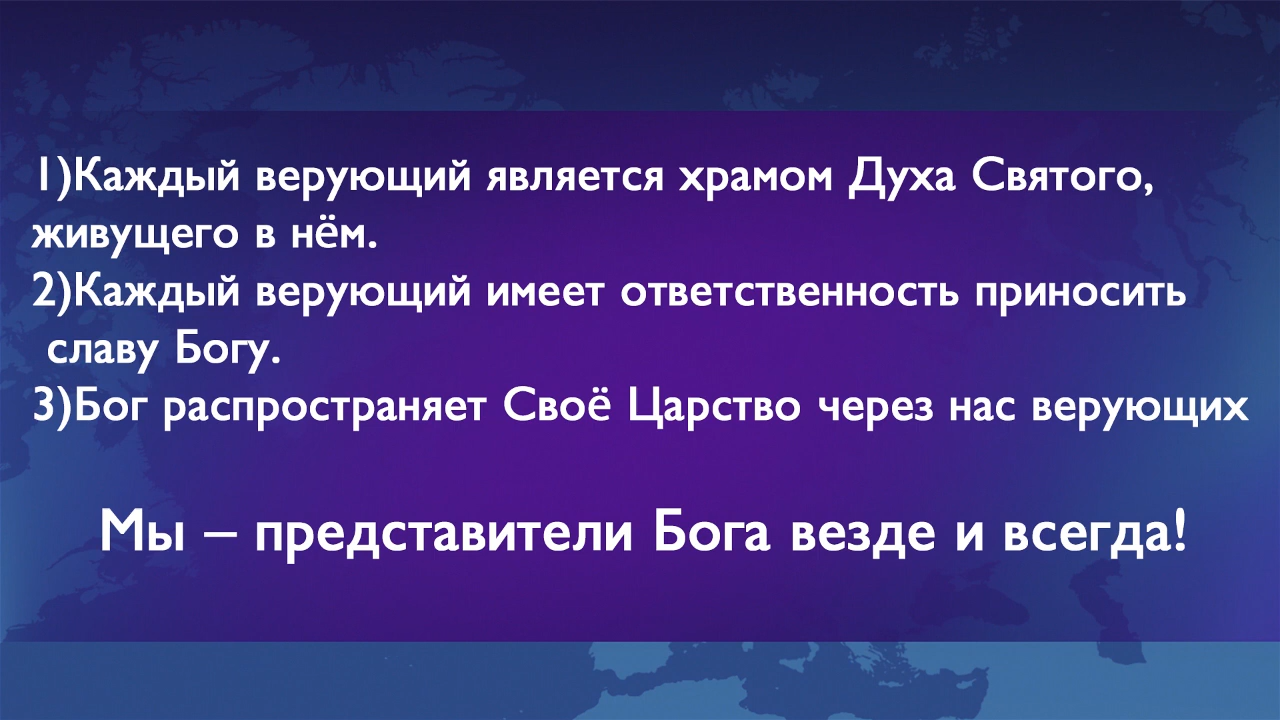 1)Каждый верующий является храмом Духа Святого,
живущего в нём.
2)Каждый верующий имеет ответственность приносить
славу Богу.
3)Бог распространяет Своё Царство через нас верующих
Мы – представители Бога везде и всегда!